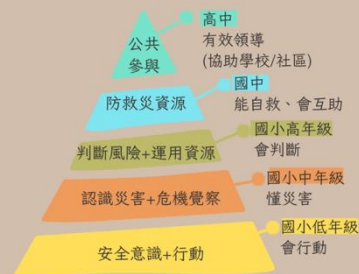 公共
參與
高中
有效領導
(協助學校/社區)
防救災資源
國中
能自救、會互助
判斷風險+運用資源
國小高年級
會判斷
認識災害+危機覺察
國小中年級
懂災害
安全意識+行動
國小低年級
會行動